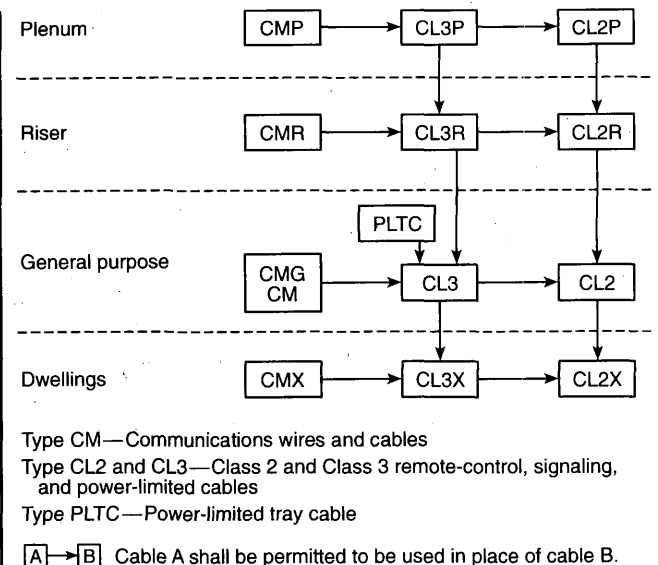 Plenum CMP CL3P CL2P
Riser CMR CL3R CL2R
PLTC
General purpose CMG CM CL3 CL2
Dwellings CMX CL3X CL2X
Type CM—Communications wires and cables
Type CL2 and CL3—Class 2 and Class 3 remote-control, signaling,
and power-limited cables
Type PLTC—Power-limited tray cable
A B Cable A shall be permitted to be used in place of cable B.